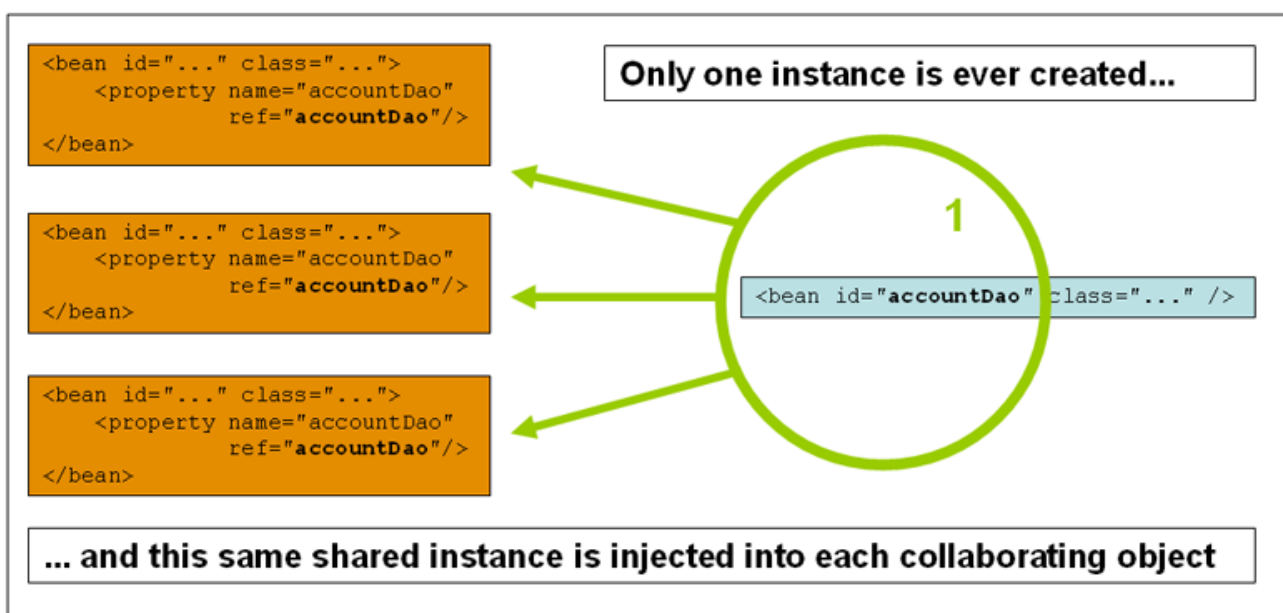 <bean id="..." class="...">
<property name="accountDao"
ref="accountDao"/>
</bean>
Only one instance is ever created...
1
<bean id="..." class="...">
<property name="accountDao"
ref="accountDao"/>
</bean>
<bean id="accountDao" class="..." />
<bean id="..." class="...">
<property name="accountDao"
ref="accountDao"/>
</bean>
... and this same shared instance is injected into each collaborating object